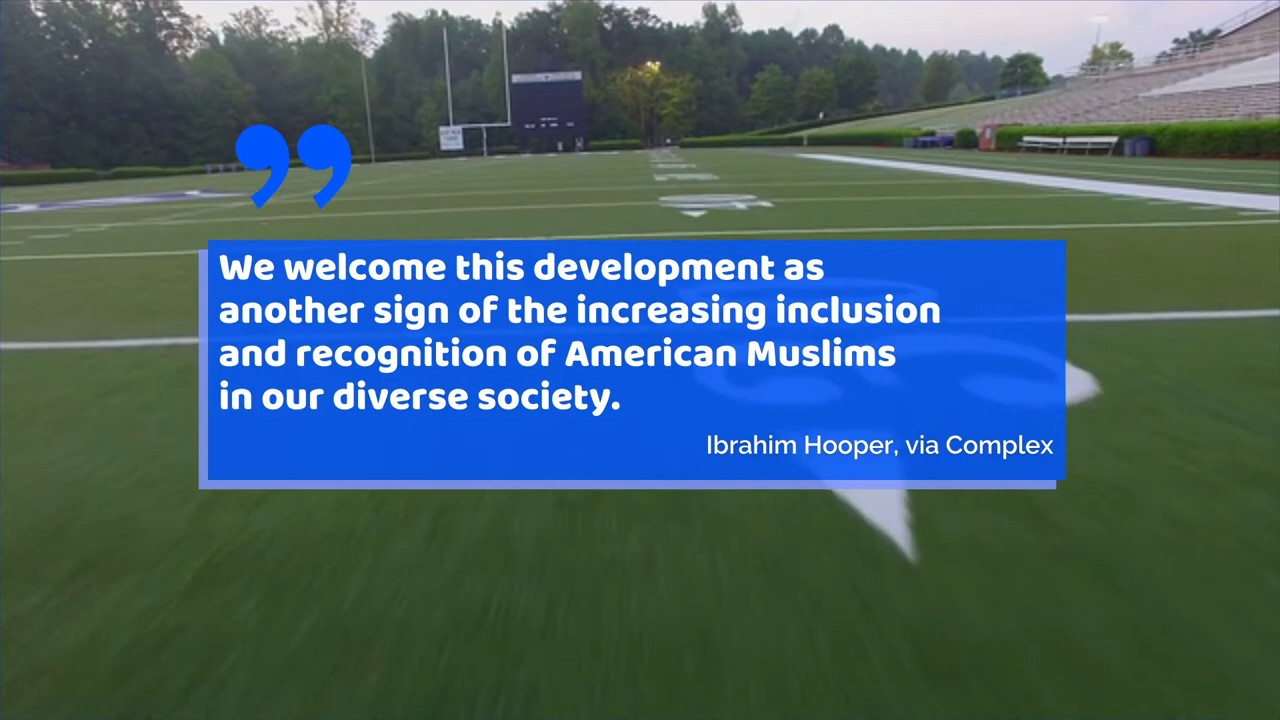 ”
We welcome this development as
another sign of the increasing inclusion
and recognition of American Muslims
in our diverse society.
Ibrahim Hooper, via Complex